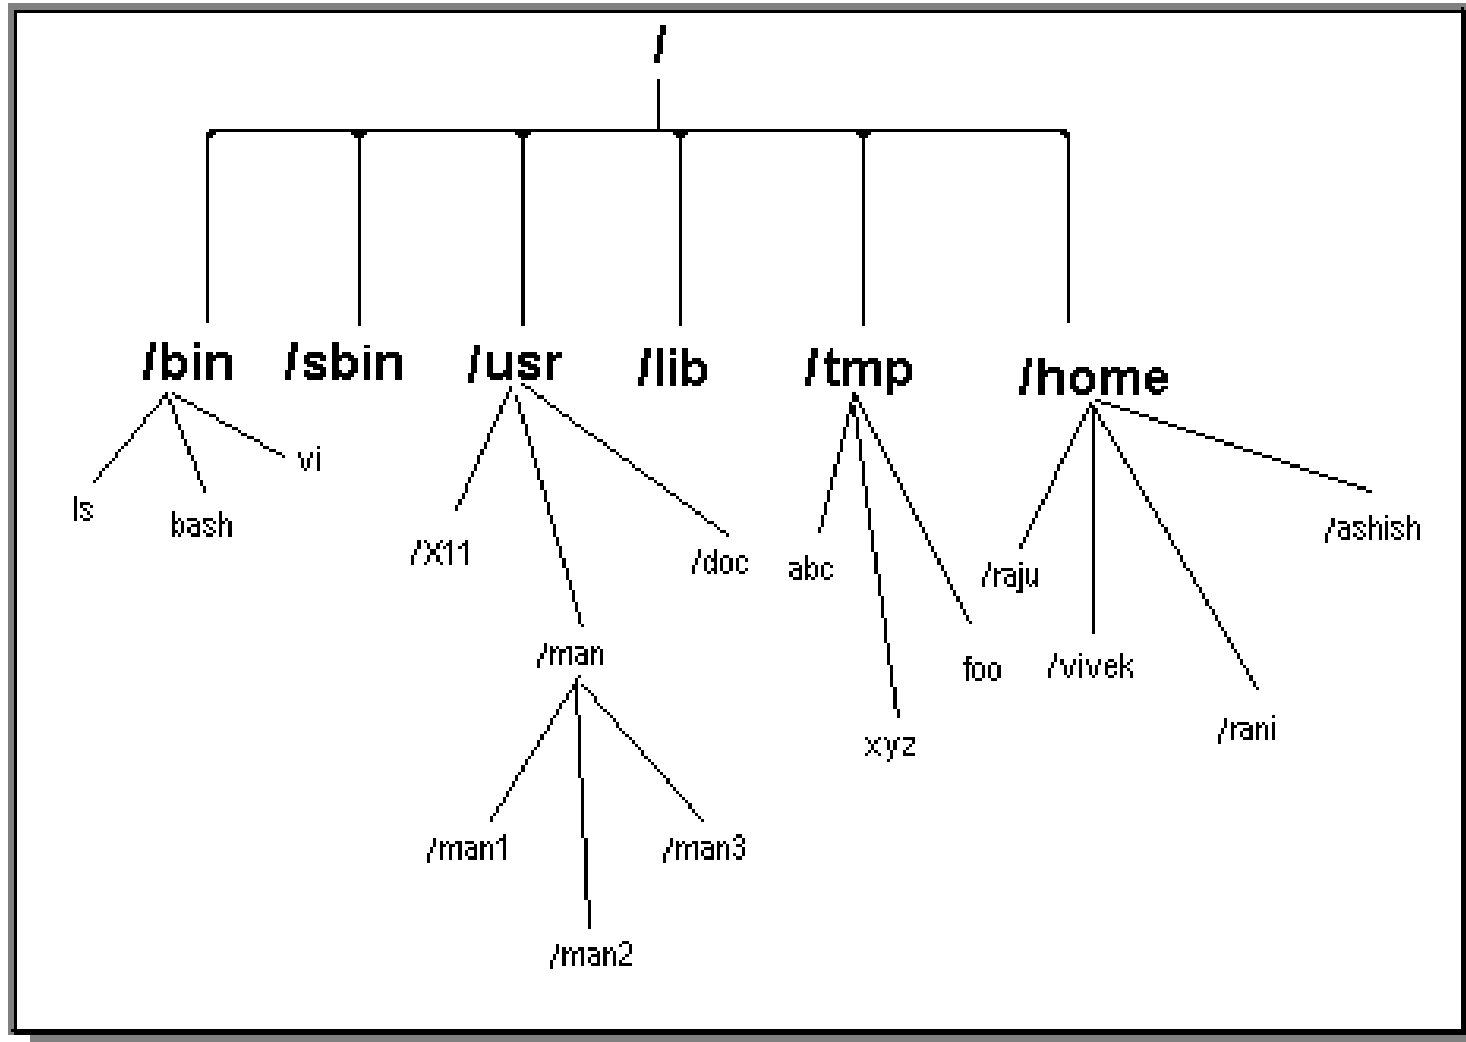 /
/bin /sbin /usr /lib /tmp /home
ls bash vi
/X11 /man /doc
/man1 /man2 /man3
abc xyz foo
/raju /vivek /rani /ashish